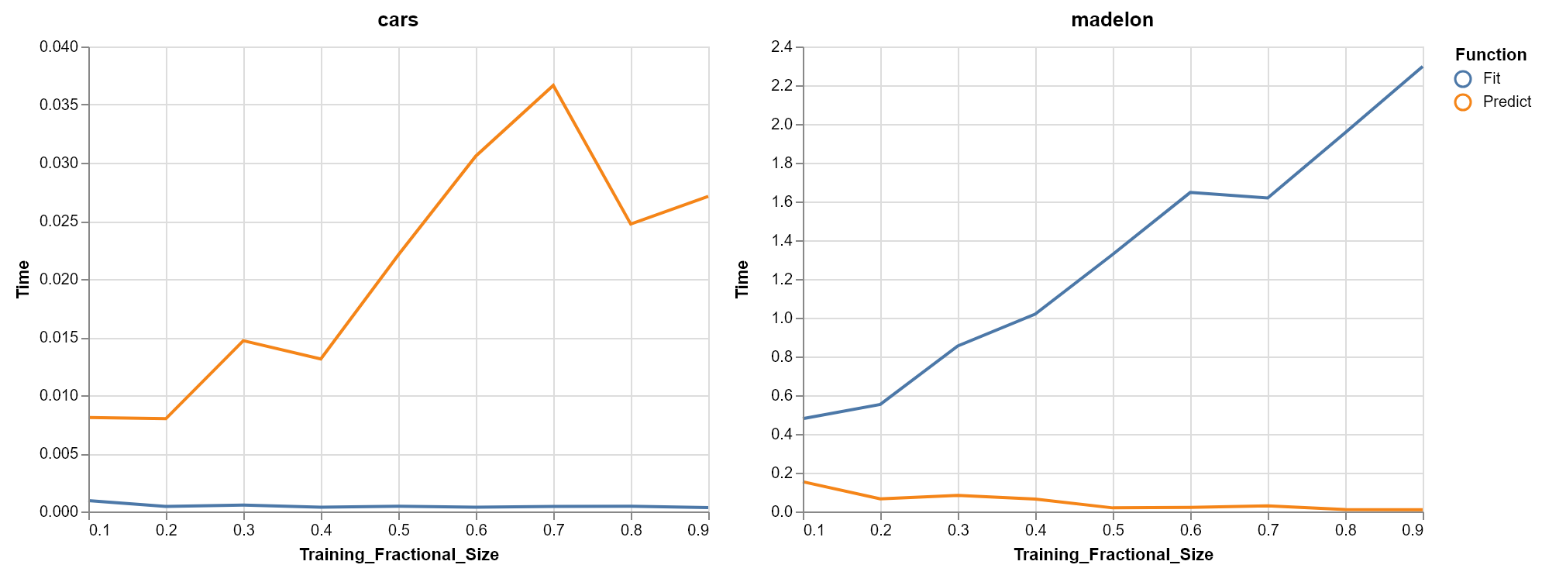 cars
0.040
0.035
0.030
0.025
0.020
0.015
0.010
0.005
0.000
Time
0.1 0.2 0.3 0.4 0.5 0.6 0.7 0.8 0.9
Training_Fractional_Size
madelon
2.4
2.2
2.0
1.8
1.6
1.4
1.2
1.0
0.8
0.6
0.4
0.2
0.0
Time
0.1 0.2 0.3 0.4 0.5 0.6 0.7 0.8 0.9
Training_Fractional_Size
Function
Fit
Predict